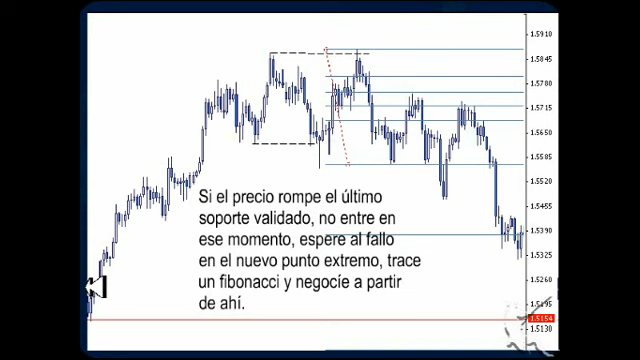 Si el precio rompe el último
soporte validado, no entre en
ese momento, espere al fallo
en el nuevo punto extremo, trace
un fibonacci y negocíe a partir
de ahí.
1.5910
1.5845
1.5780
1.5715
1.5650
1.5585
1.5520
1.5455
1.5390
1.5325
1.5260
1.5195
1.5154
1.5130